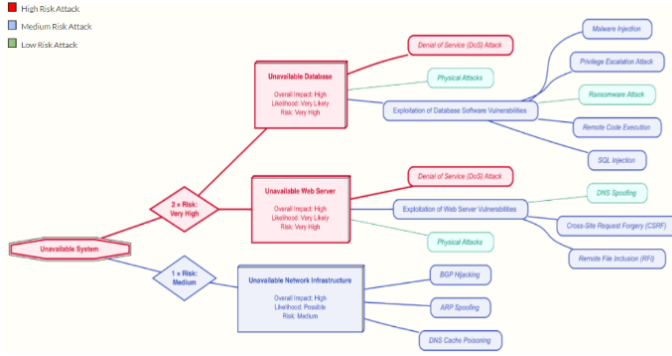 High Risk Attack
Medium Risk Attack
Low Risk Attack
Unavailable System
2 × Risk:
Very High
1 × Risk:
Medium
Unavailable Database
Overall Impact: High
Likelihood: Very Likely
Risk: Very High
Denial of Service (DoS) Attack
Physical Attacks
Exploitation of Database Software Vulnerabilities
Malware Injection
Privilege Escalation Attack
Ransomware Attack
Remote Code Execution
SQL Injection
Unavailable Web Server
Overall Impact: High
Likelihood: Very Likely
Risk: Very High
Denial of Service (DoS) Attack
Exploitation of Web Server Vulnerabilities
Physical Attacks
DNS Spoofing
Cross-Site Request Forgery (CSRF)
Remote File Inclusion (RFI)
Unavailable Network Infrastructure
Overall Impact: High
Likelihood: Possible
Risk: Medium
BGP Hijacking
ARP Spoofing
DNS Cache Poisoning